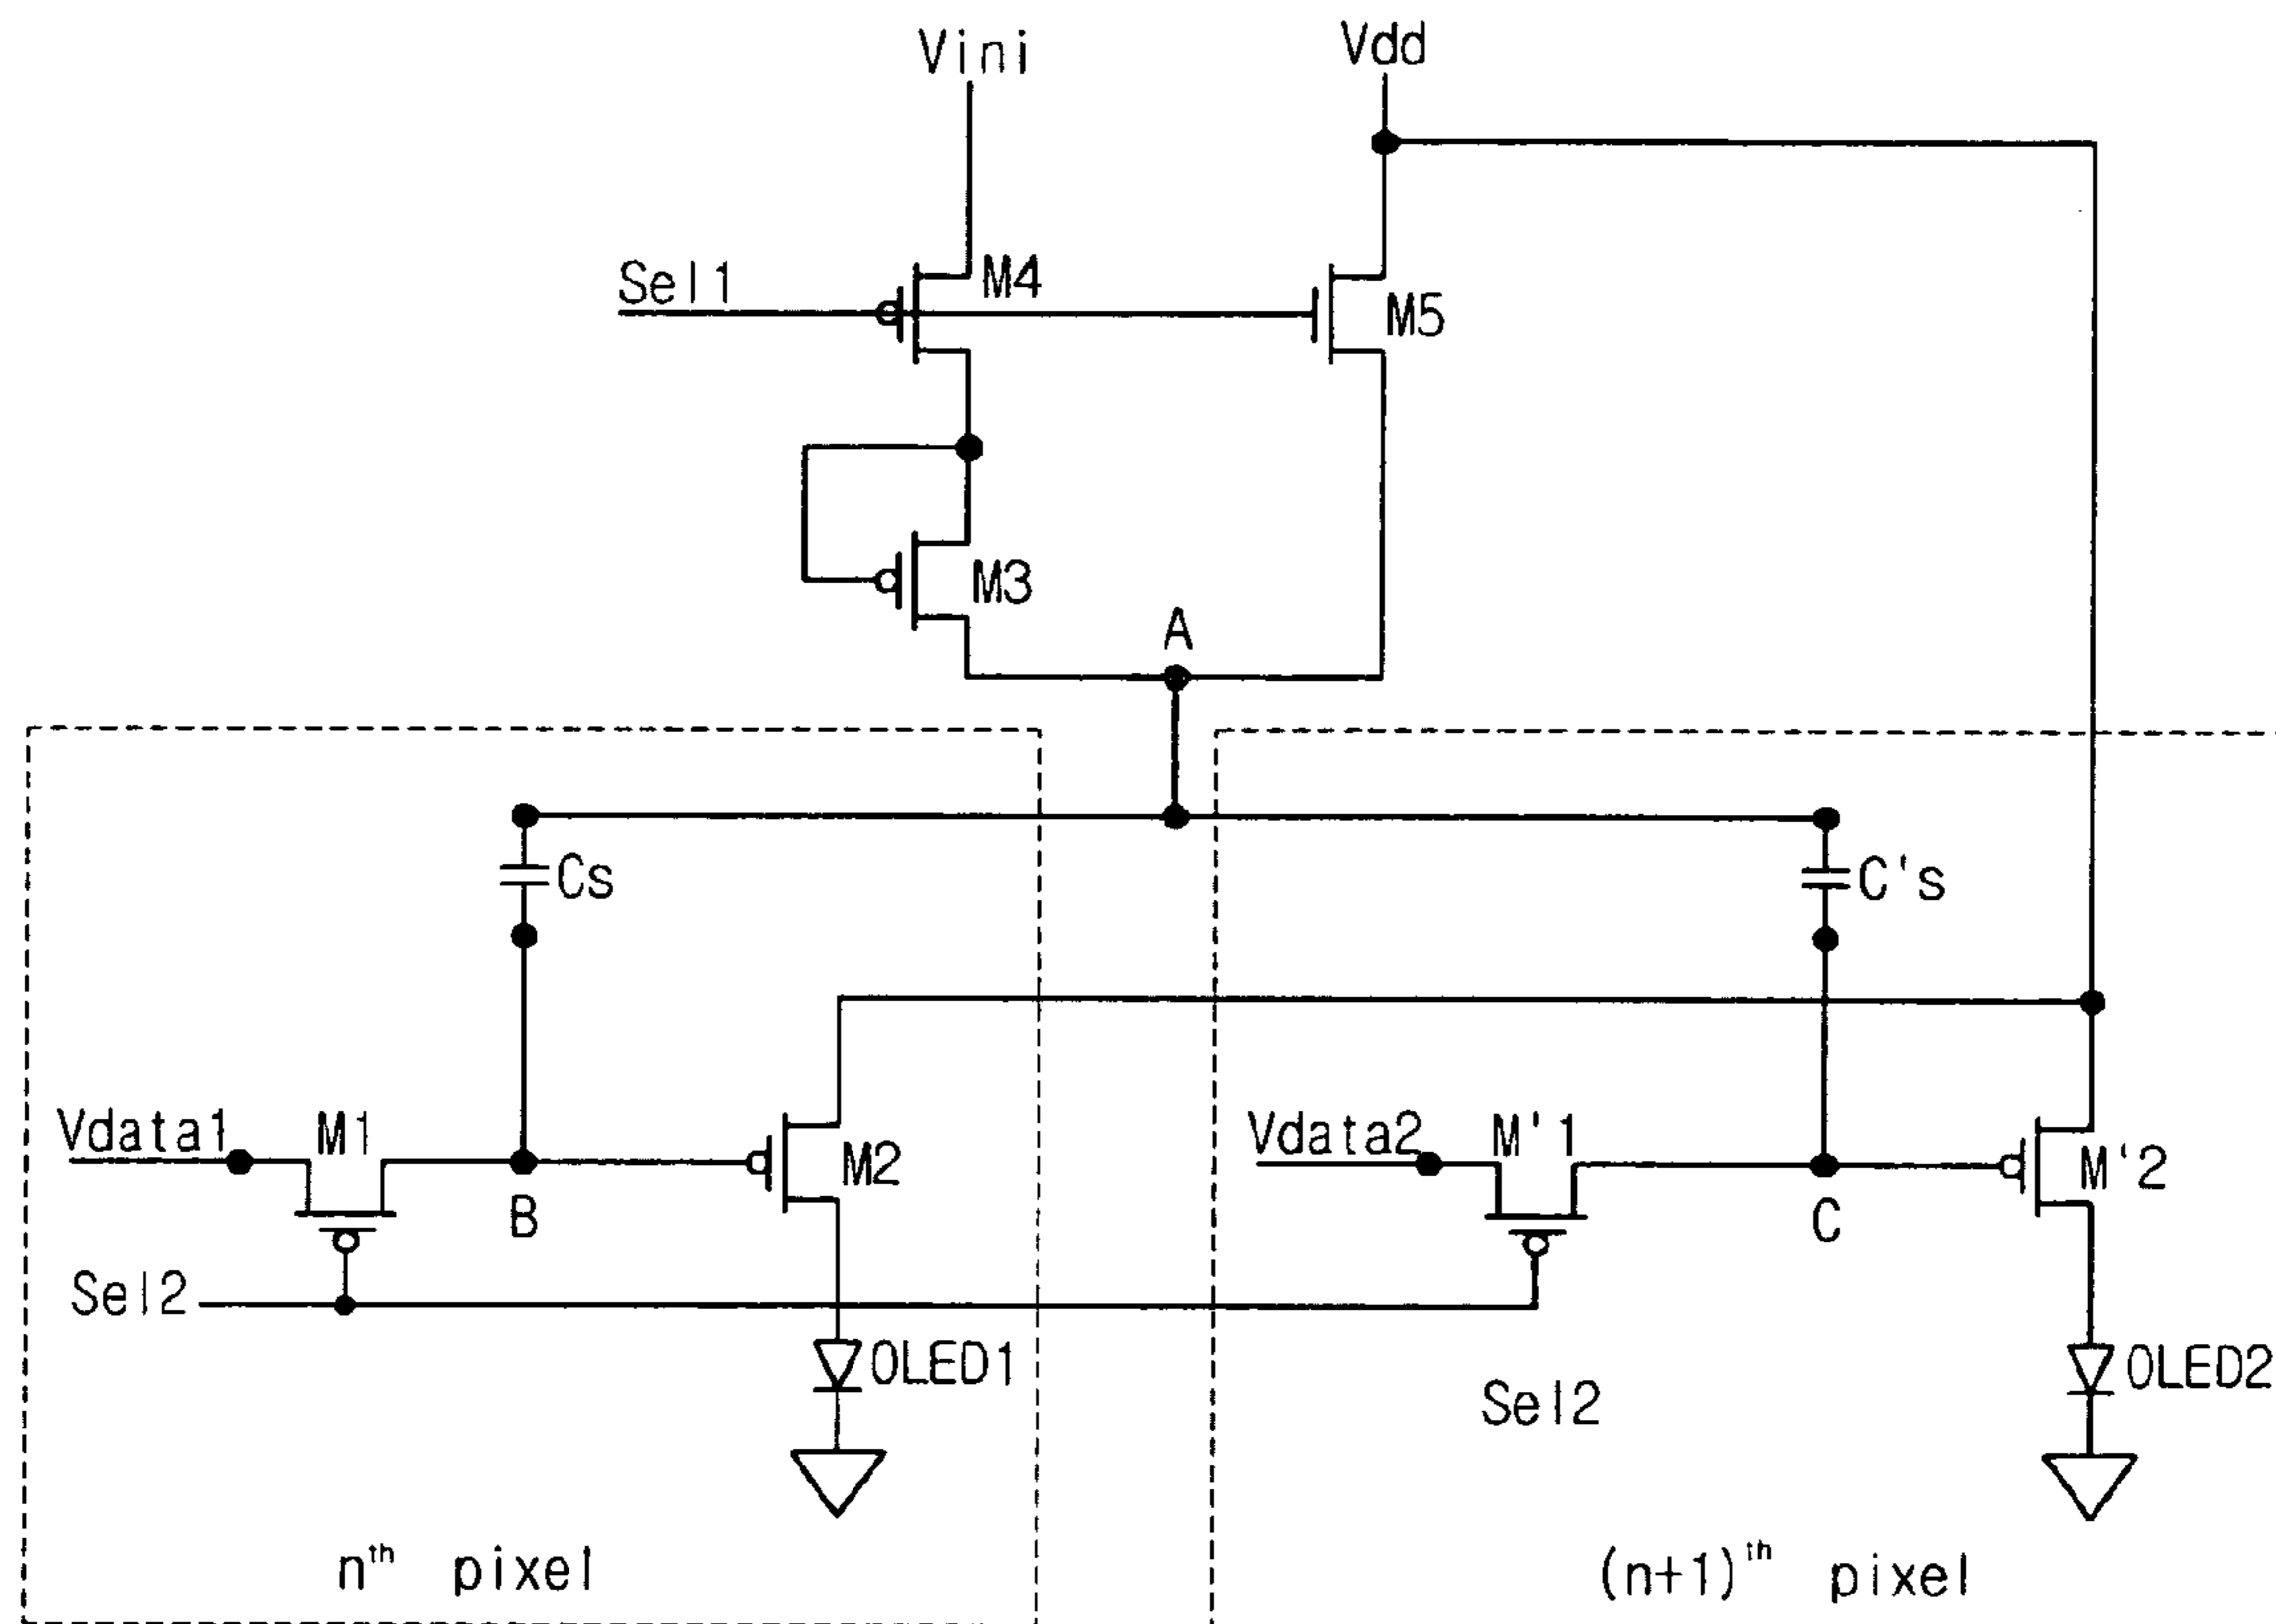 Vini
Vdd
Sel1
M4
M5
M3
A
Cs
C's
Vdata1
M1
M2
Vdata2
M'1
M'2
B
C
Sel2
OLED1
OLED2
Sel2
nth pixel
(n+1)th pixel